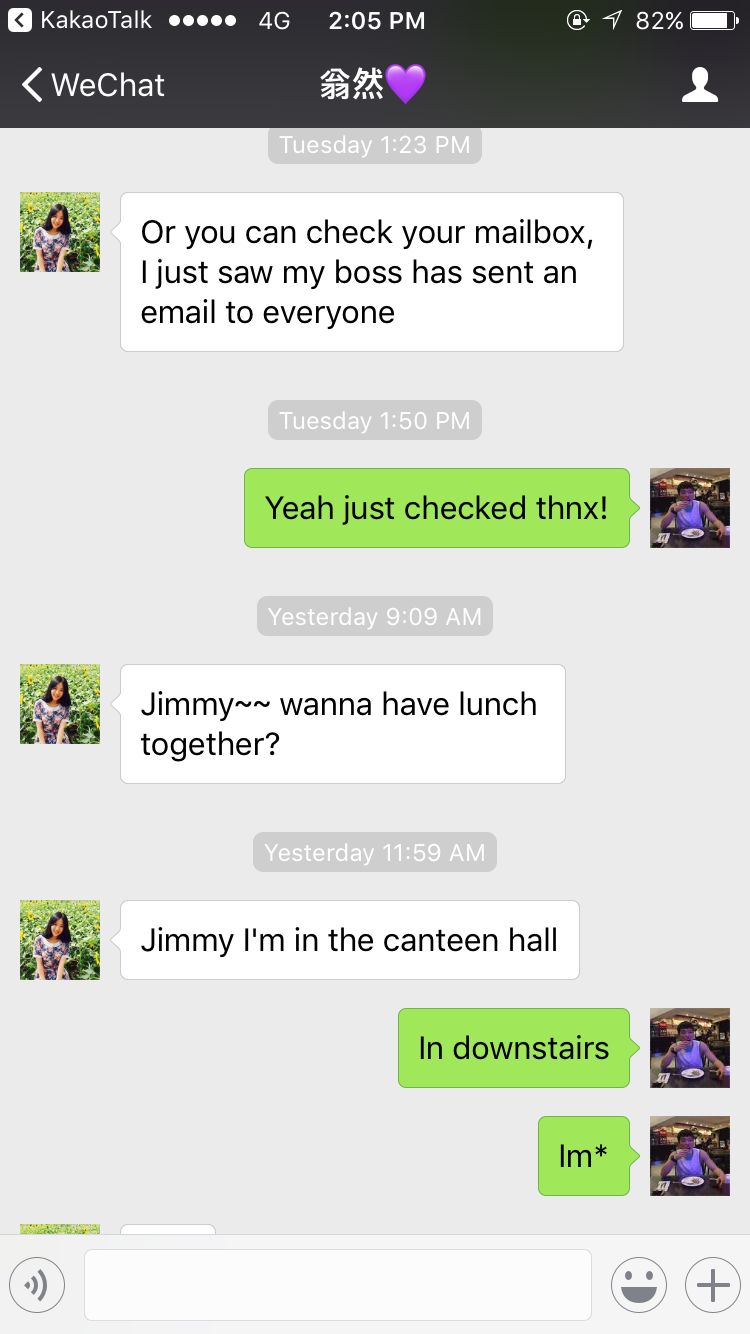 KakaoTalk 4G 2:05 PM 82%
WeChat 翁然💜
Tuesday 1:23 PM
Or you can check your mailbox,
I just saw my boss has sent an
email to everyone
Tuesday 1:50 PM
Yeah just checked thnx!
Yesterday 9:09 AM
Jimmy~~ wanna have lunch
together?
Yesterday 11:59 AM
Jimmy I'm in the canteen hall
In downstairs
Im*